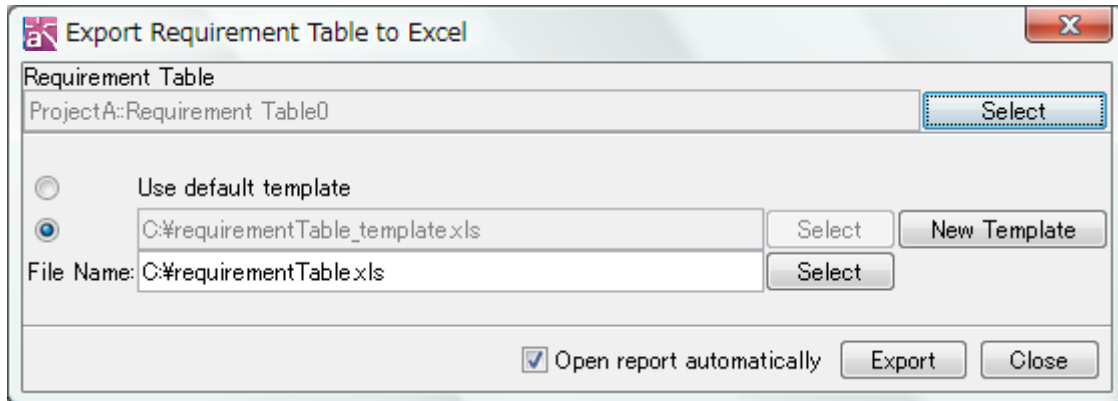 Export Requirement Table to Excel
Requirement Table
ProjectA::Requirement Table0 Select
Use default template
C:¥requirementTable_template.xls Select New Template
File Name: C:¥requirementTable.xls Select
Open report automatically Export Close